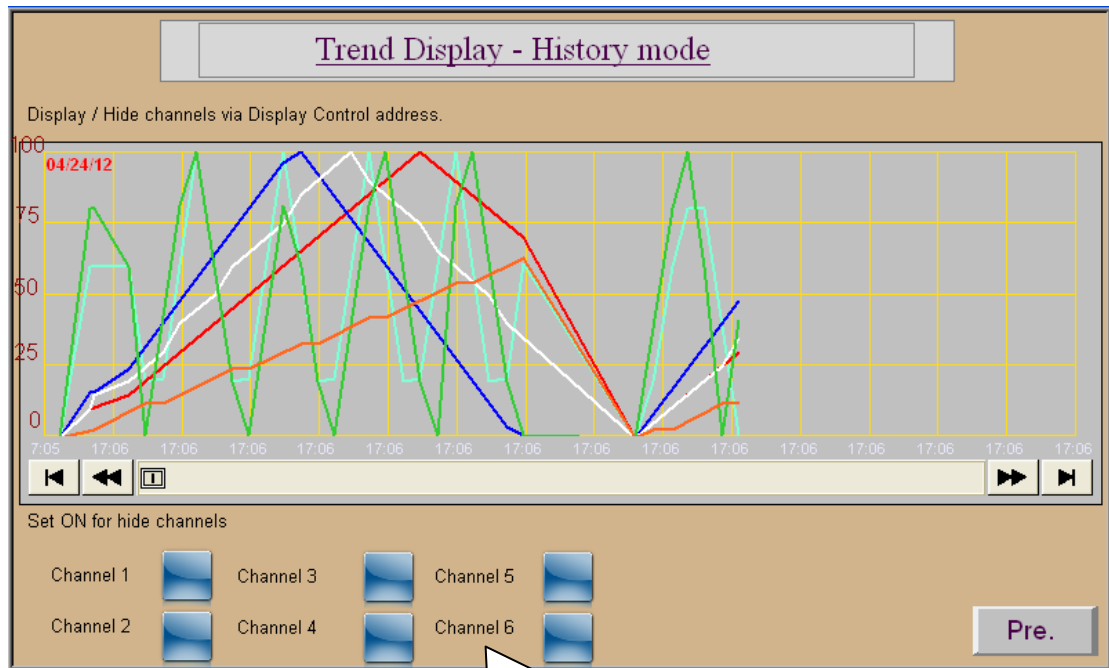 Trend Display - History mode
Display / Hide channels via Display Control address.
100
04/24/12
75
50
25
0
7:05 17:06 17:06 17:06 17:06 17:06 17:06 17:06 17:06 17:06 17:06 17:06 17:06 17:06 17:06 17:06
Set ON for hide channels
Channel 1 Channel 3 Channel 5
Channel 2 Channel 4 Channel 6
Pre.